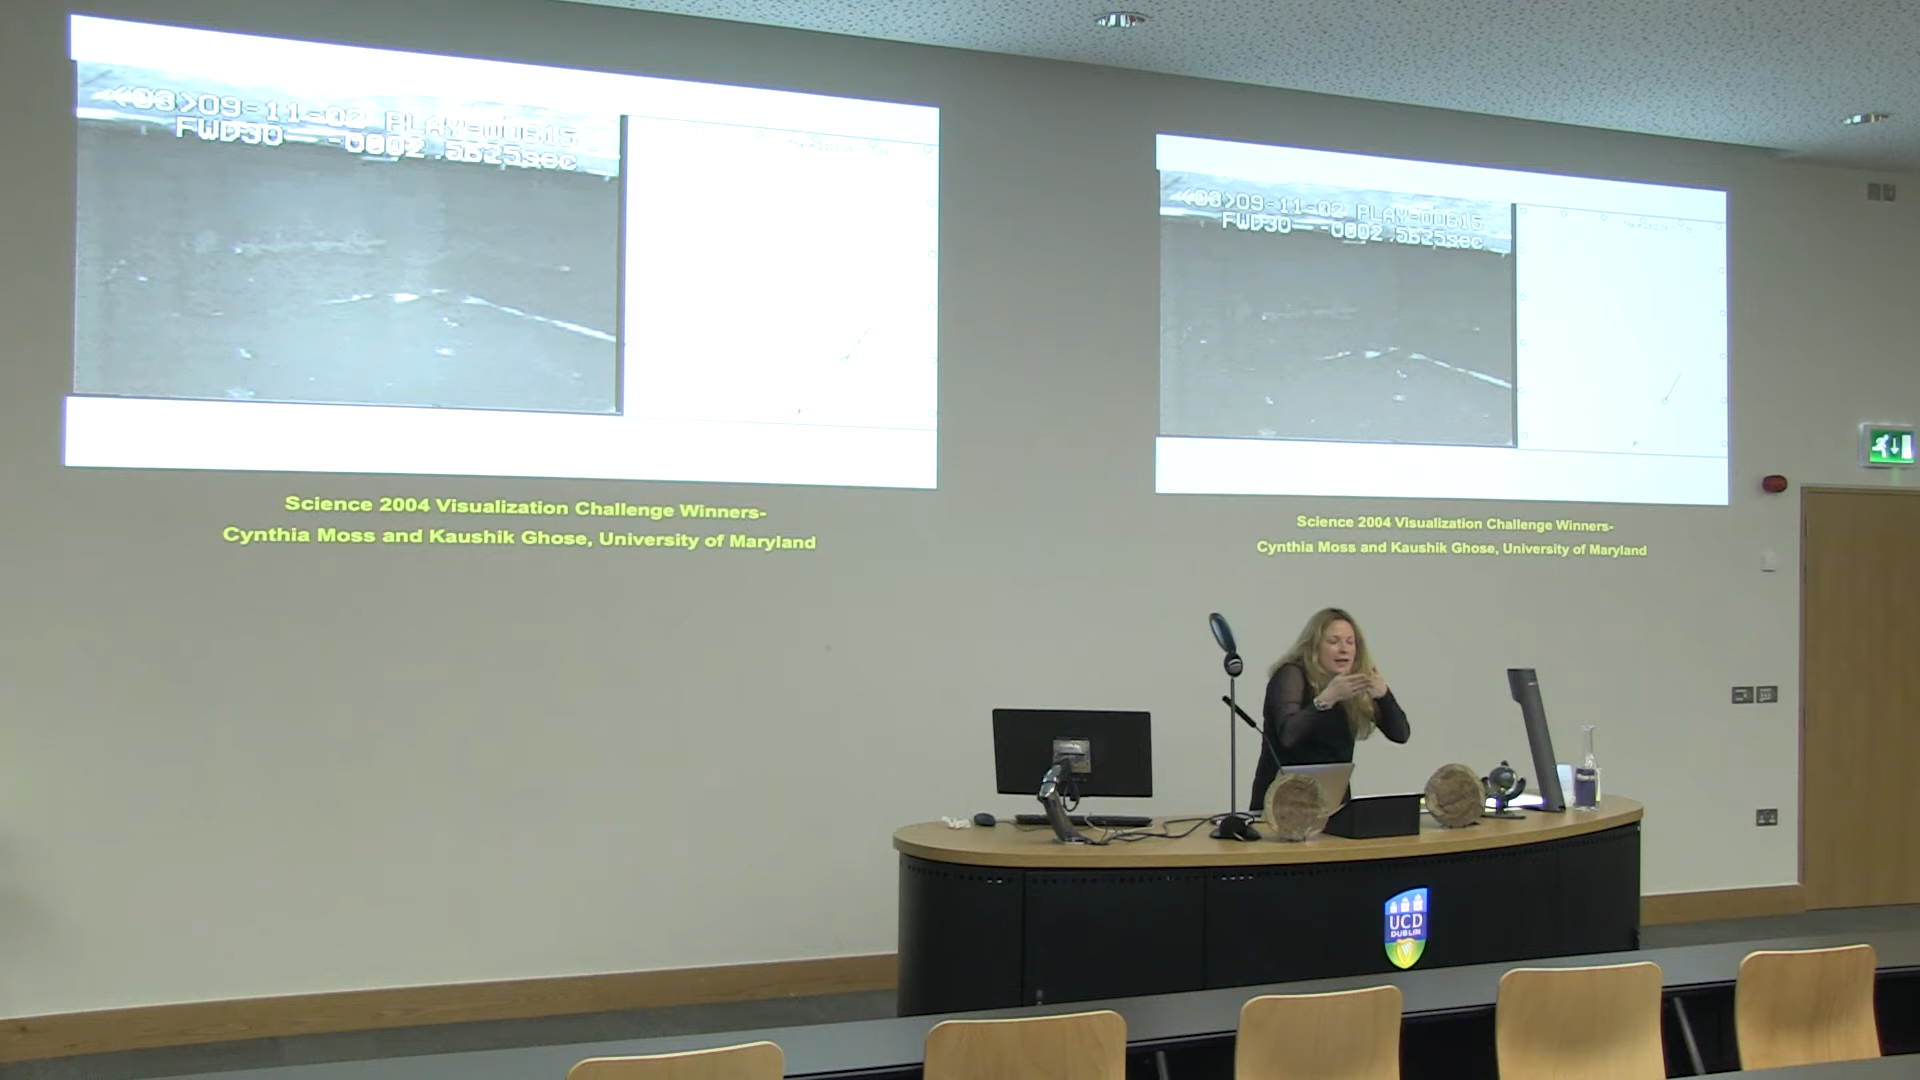 <<03>09-11-02 PLAY-00615
FWD30 -0002.5625sec
Science 2004 Visualization Challenge Winners-
Cynthia Moss and Kaushik Ghose, University of Maryland
<<03>09-11-02 PLAY-00615
FWD30 -0002.5625sec
Science 2004 Visualization Challenge Winners-
Cynthia Moss and Kaushik Ghose, University of Maryland
UCD
DUBLIN